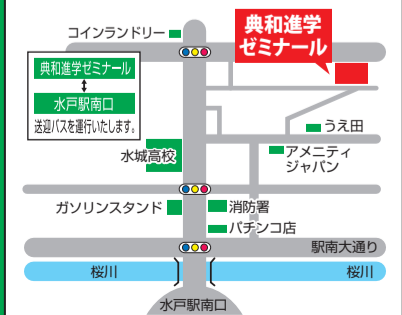 コインランドリー
典和進学
ゼミナール
典和進学ゼミナール
水戸駅南口
送迎バスを運行いたします。
うえ田
水城高校
アメニティ
ジャパン
ガソリンスタンド
消防署
パチンコ店
駅南大通り
桜川
桜川
水戸駅南口